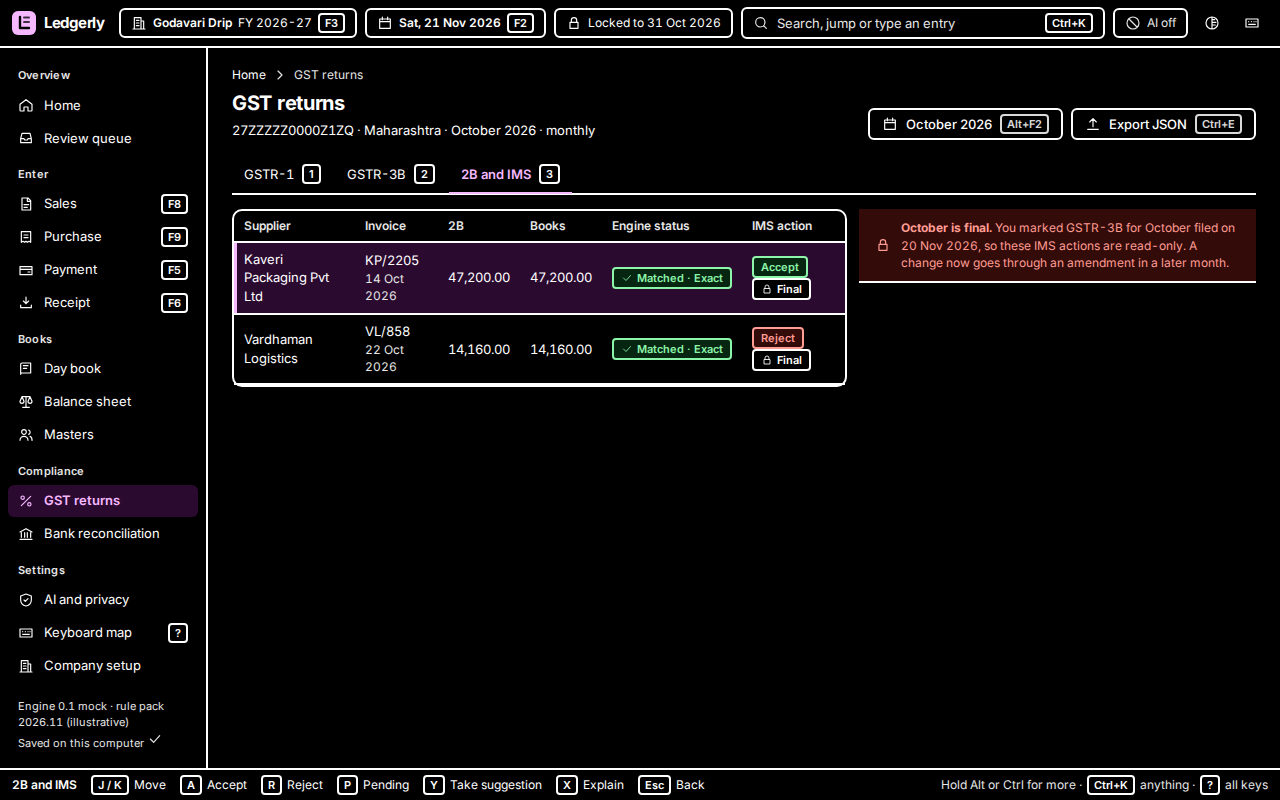 Ledgerly
Godavari Drip FY 2026-27 F3
Sat, 21 Nov 2026 F2
Locked to 31 Oct 2026
Search, jump or type an entry Ctrl+K
AI off
Overview
Home
Review queue
Enter
Sales F8
Purchase F9
Payment F5
Receipt F6
Books
Day book
Balance sheet
Masters
Compliance
GST returns
Bank reconciliation
Settings
AI and privacy
Keyboard map ?
Company setup
Engine 0.1 mock · rule pack
2026.11 (illustrative)
Saved on this computer
Home > GST returns
GST returns
27ZZZZZ0000Z1ZQ · Maharashtra · October 2026 · monthly
October 2026 Alt+F2
Export JSON Ctrl+E
GSTR-1 1 GSTR-3B 2 2B and IMS 3
Supplier Invoice 2B Books Engine status IMS action
Kaveri
Packaging Pvt
Ltd
KP/2205
14 Oct
2026
47,200.00 47,200.00 Matched · Exact
Accept
Final
Vardhaman
Logistics
VL/858
22 Oct
2026
14,160.00 14,160.00 Matched · Exact
Reject
Final
October is final. You marked GSTR-3B for October filed on
20 Nov 2026, so these IMS actions are read-only. A
change now goes through an amendment in a later month.
2B and IMS J / K Move A Accept R Reject P Pending Y Take suggestion X Explain Esc Back
Hold Alt or Ctrl for more · Ctrl+K anything · ? all keys